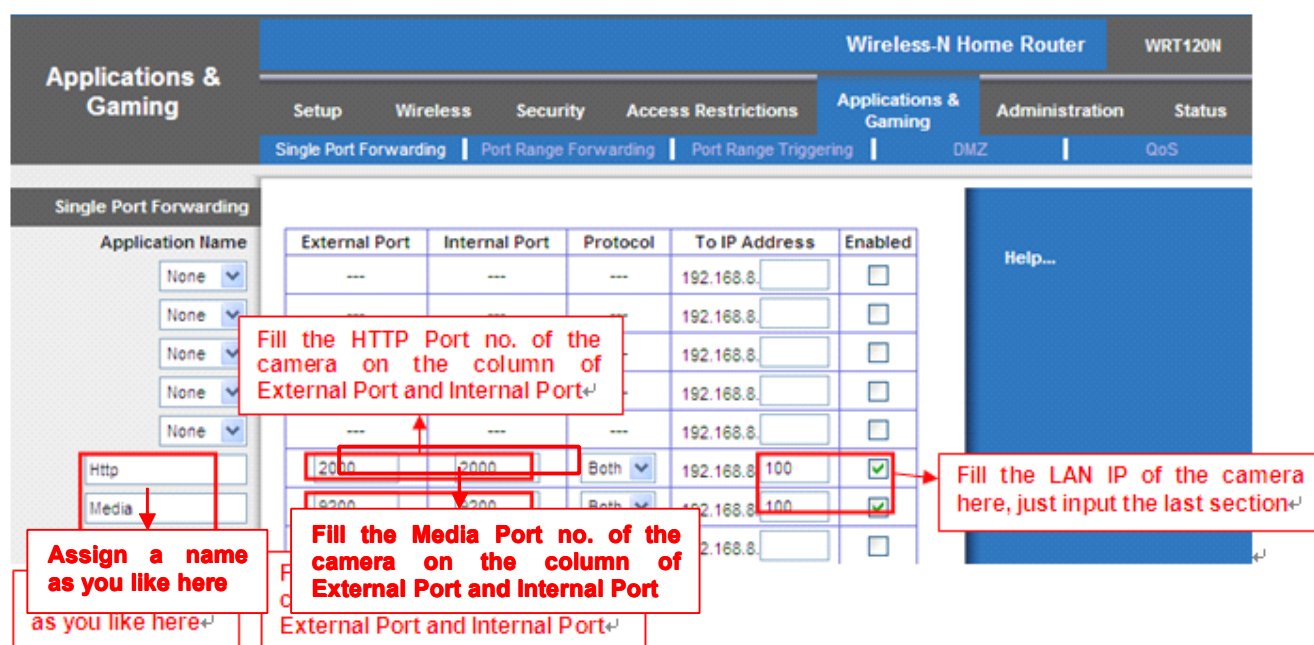 Wireless-N Home Router WRT120N
Applications &
Gaming
Setup Wireless Security Access Restrictions Applications & Gaming Administration Status
Single Port Forwarding Port Range Forwarding Port Range Triggering DMZ QoS
Single Port Forwarding
Application Name External Port Internal Port Protocol To IP Address Enabled
Help...
None --- --- --- 192.168.8.
None --- --- --- 192.168.8.
None 192.168.8.
None 192.168.8.
None --- --- --- 192.168.8.
Fill the HTTP Port no. of the
camera on the column of
External Port and Internal Port↵
Http 2000 2000 Both 192.168.8. 100
Media 9200 9200 Both 192.168.8. 100
2.168.8.
Fill the LAN IP of the camera
here, just input the last section↵
Assign a name
as you like here
Fill the Media Port no. of the
camera on the column of
External Port and Internal Port
as you like here↵
External Port and Internal Port↵